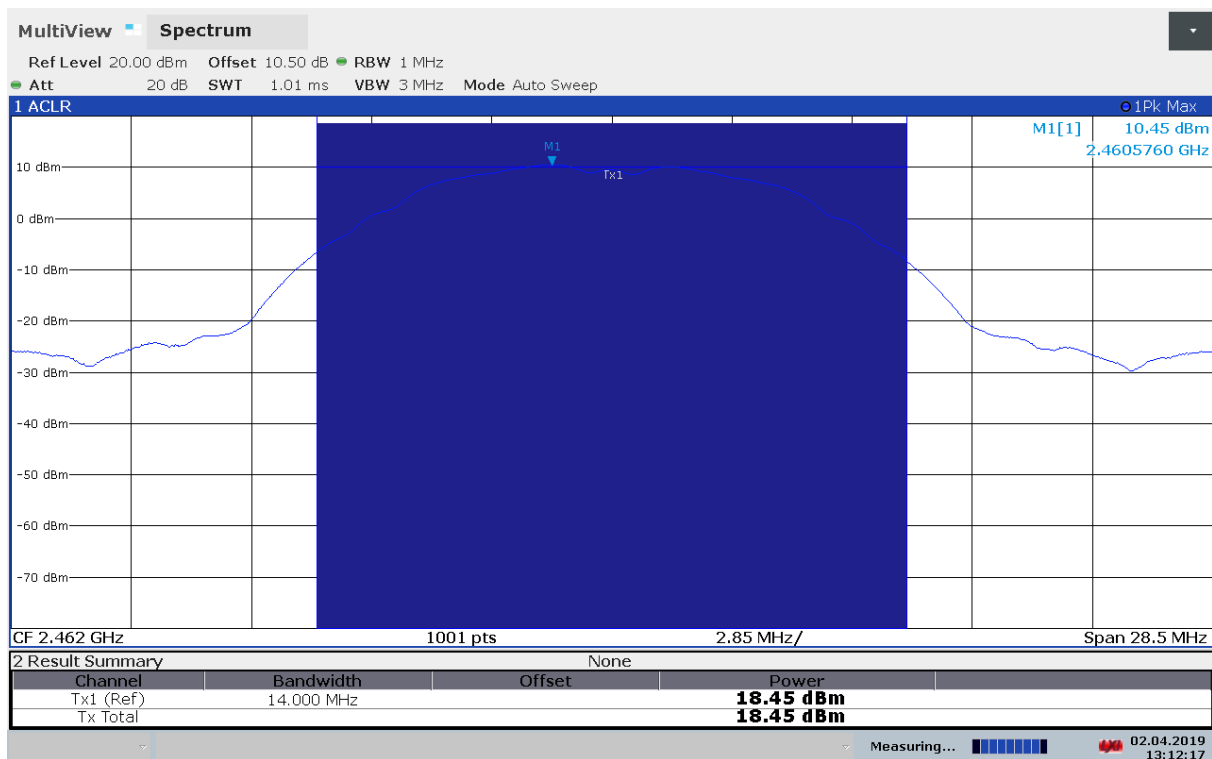 MultiView Spectrum
Ref Level 20.00 dBm Offset 10.50 dB RBW 1 MHz
Att 20 dB SWT 1.01 ms VBW 3 MHz Mode Auto Sweep
1 ACLR 1Pk Max
M1[1] 10.45 dBm
2.4605760 GHz
M1
10 dBm
Tx1
0 dBm
-10 dBm
-20 dBm
-30 dBm
-40 dBm
-50 dBm
-60 dBm
-70 dBm
CF 2.462 GHz 1001 pts 2.85 MHz/ Span 28.5 MHz
2 Result Summary None
Channel Bandwidth Offset Power
Tx1 (Ref) 14.000 MHz 18.45 dBm
Tx Total 18.45 dBm
Measuring... 02.04.2019
13:12:17